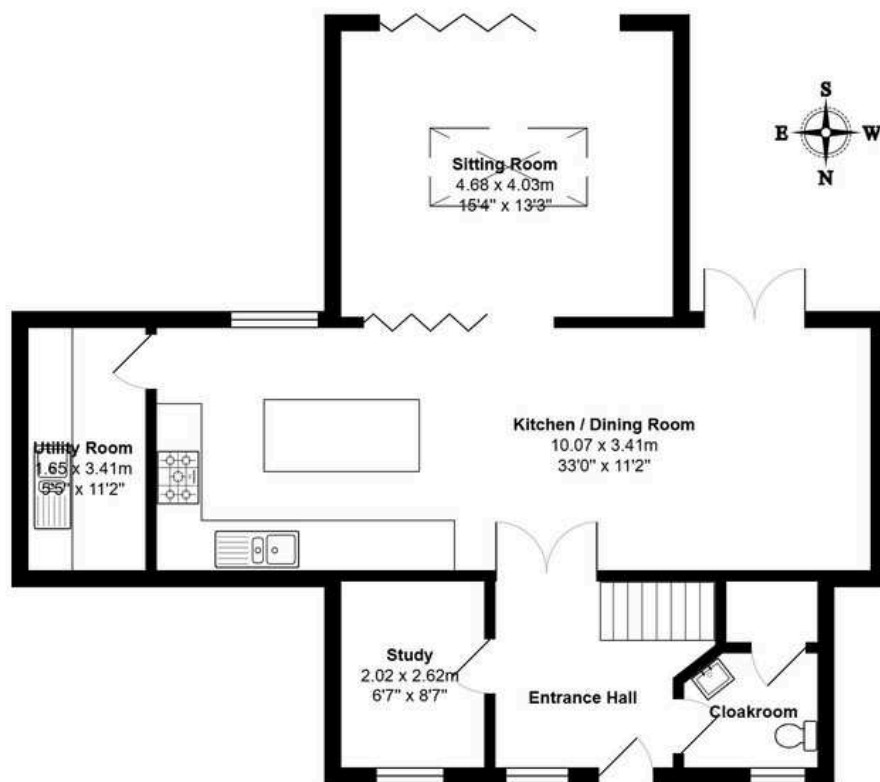 S
E W
N
Sitting Room
4.68 x 4.03m
15'4" x 13'3"
Kitchen / Dining Room
10.07 x 3.41m
33'0" x 11'2"
Utility Room
1.65 x 3.41m
5'5" x 11'2"
Study
2.02 x 2.62m
6'7" x 8'7"
Entrance Hall
Cloakroom